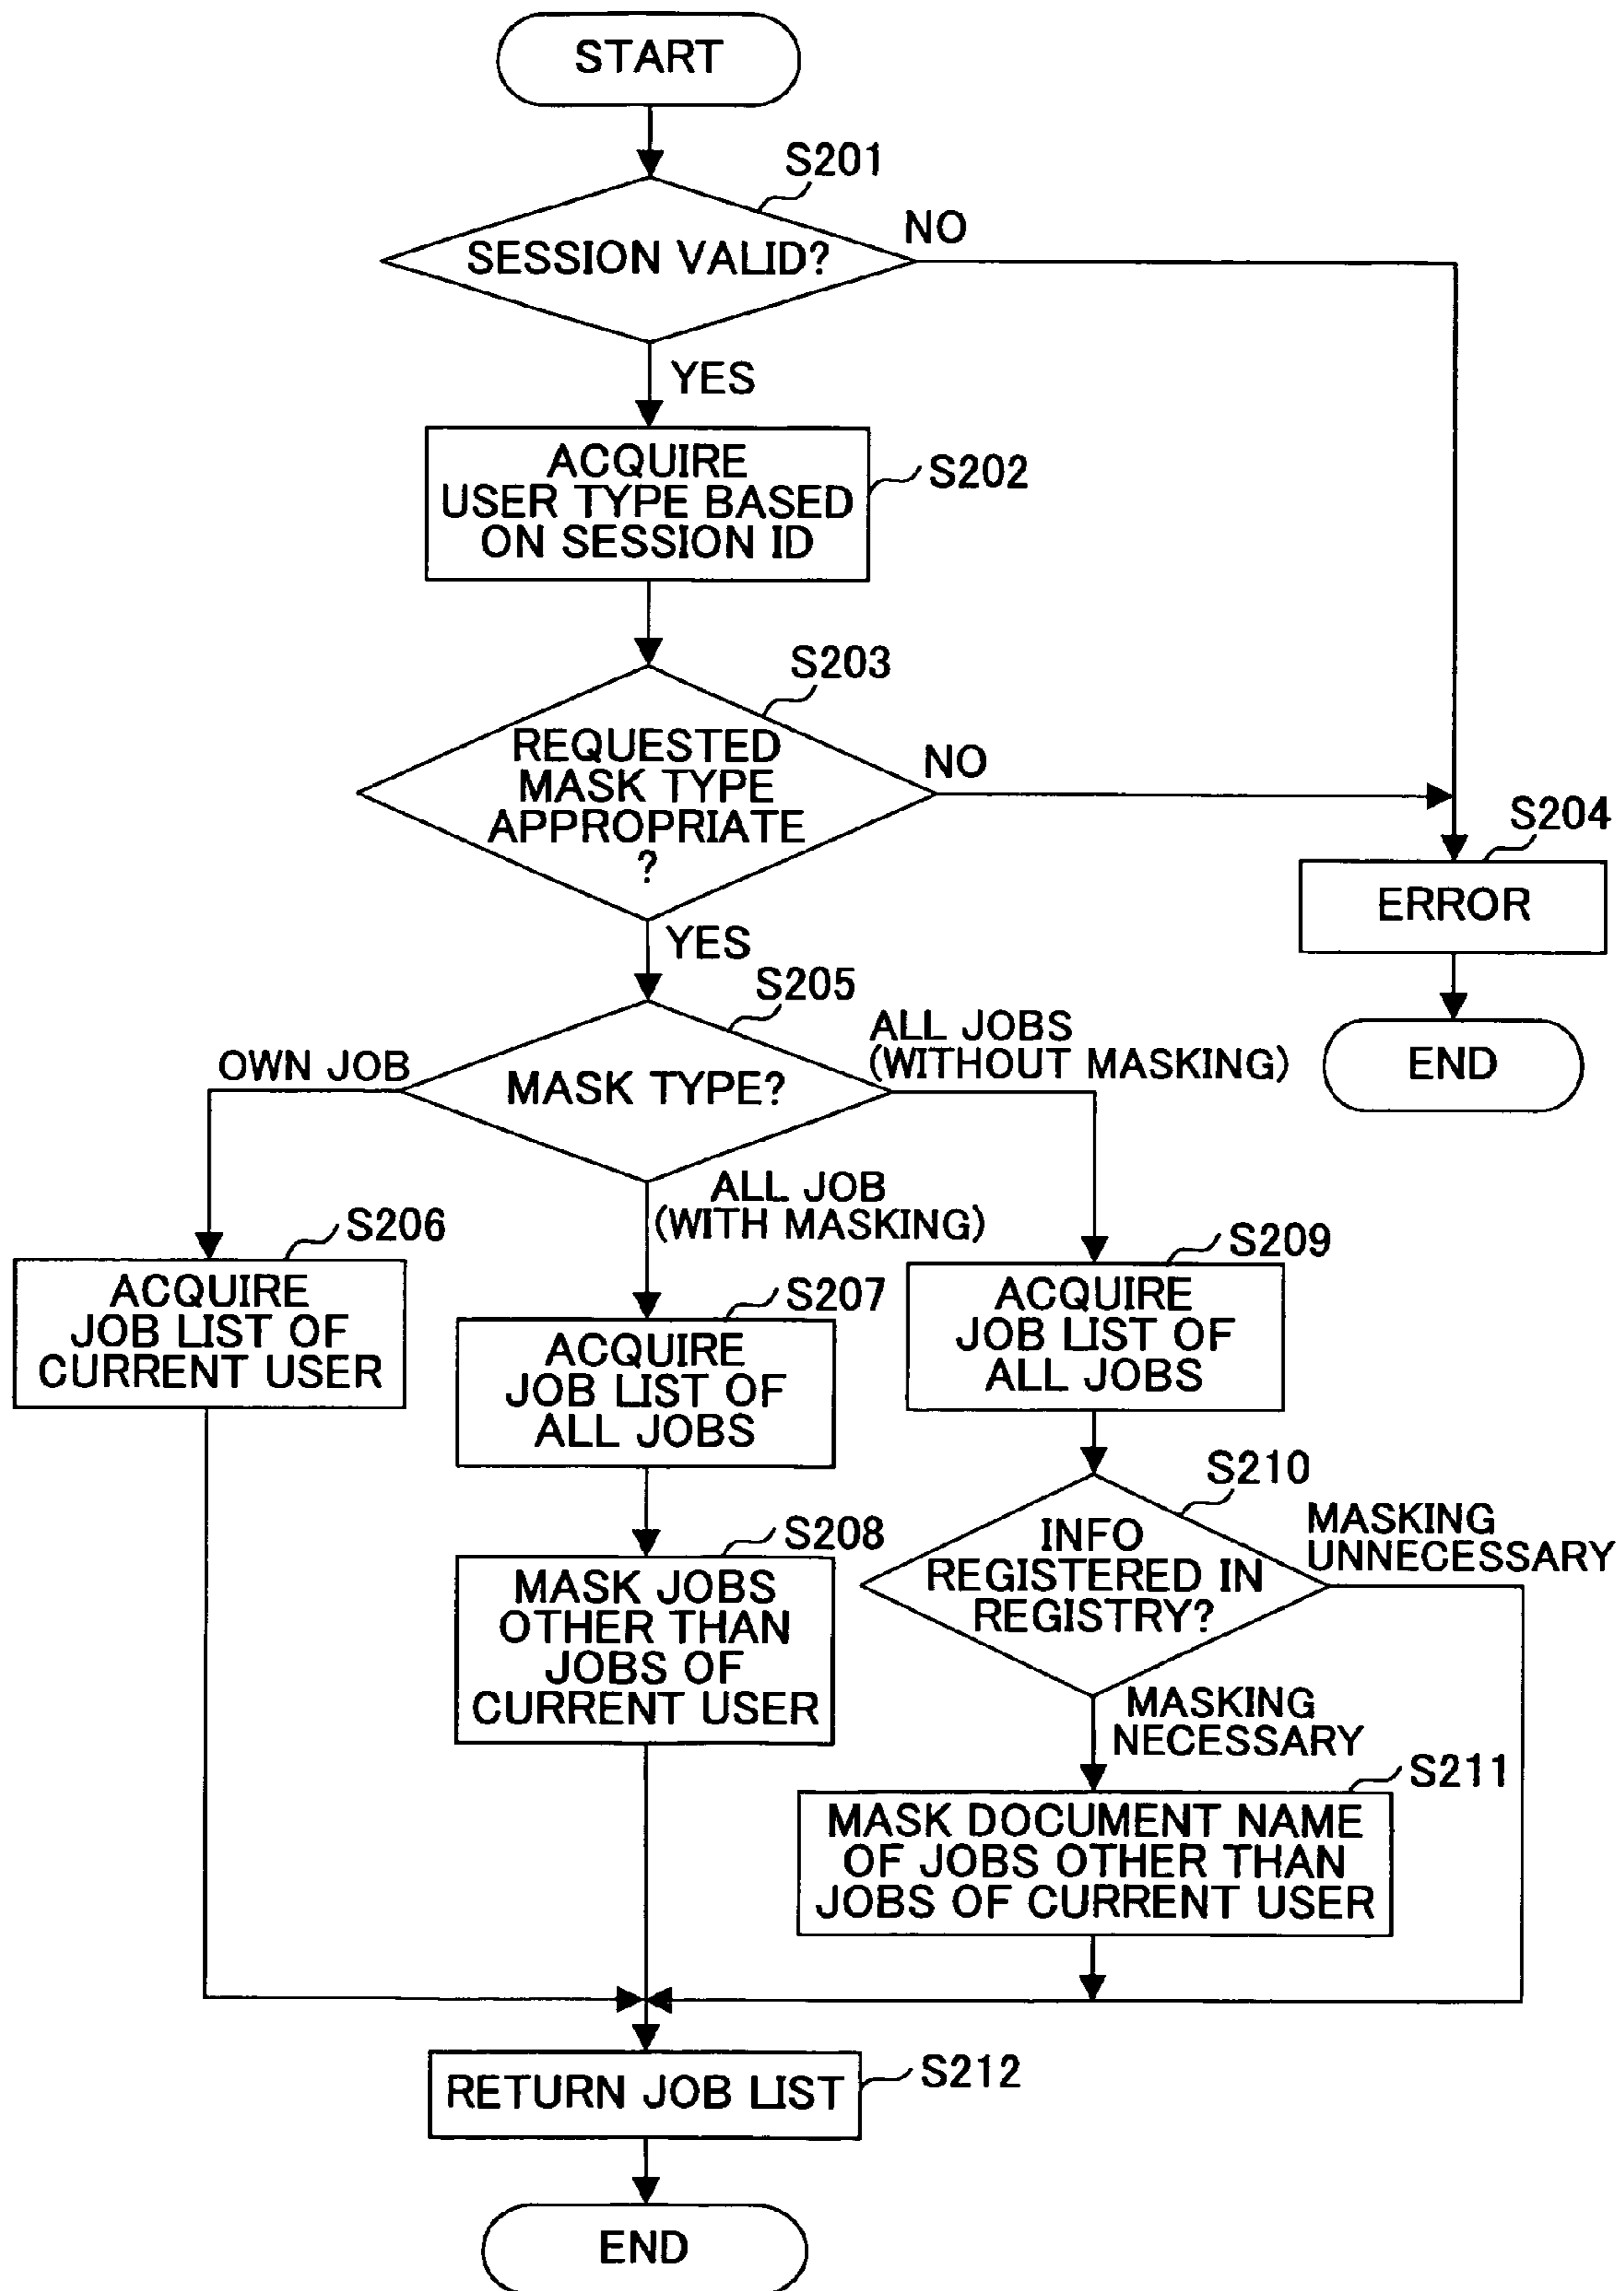 START
S201
SESSION VALID?
NO
YES
ACQUIRE
USER TYPE BASED
ON SESSION ID
S202
S203
REQUESTED
MASK TYPE
APPROPRIATE
?
NO
YES
S204
ERROR
END
S205
MASK TYPE?
OWN JOB
ALL JOBS
(WITHOUT MASKING)
ALL JOB
(WITH MASKING)
S206
ACQUIRE
JOB LIST OF
CURRENT USER
S207
ACQUIRE
JOB LIST OF
ALL JOBS
S208
MASK JOBS
OTHER THAN
JOBS OF
CURRENT USER
S209
ACQUIRE
JOB LIST OF
ALL JOBS
S210
INFO
REGISTERED IN
REGISTRY?
MASKING
UNNECESSARY
MASKING
NECESSARY
S211
MASK DOCUMENT NAME
OF JOBS OTHER THAN
JOBS OF CURRENT USER
RETURN JOB LIST
S212
END